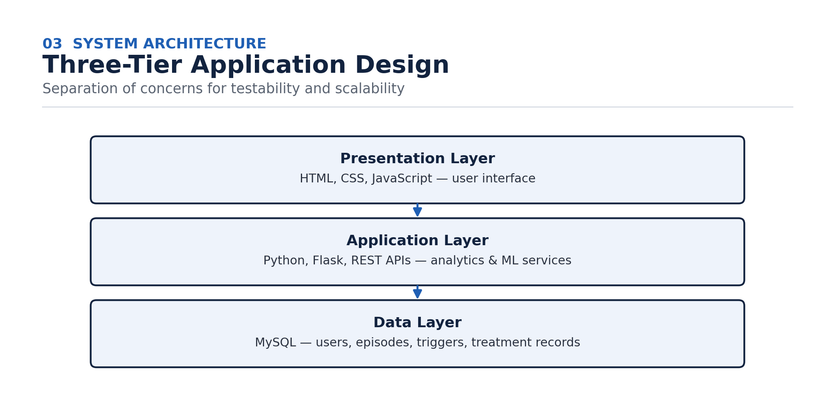 03 SYSTEM ARCHITECTURE
Three-Tier Application Design
Separation of concerns for testability and scalability
Presentation Layer
HTML, CSS, JavaScript — user interface
Application Layer
Python, Flask, REST APIs — analytics & ML services
Data Layer
MySQL — users, episodes, triggers, treatment records